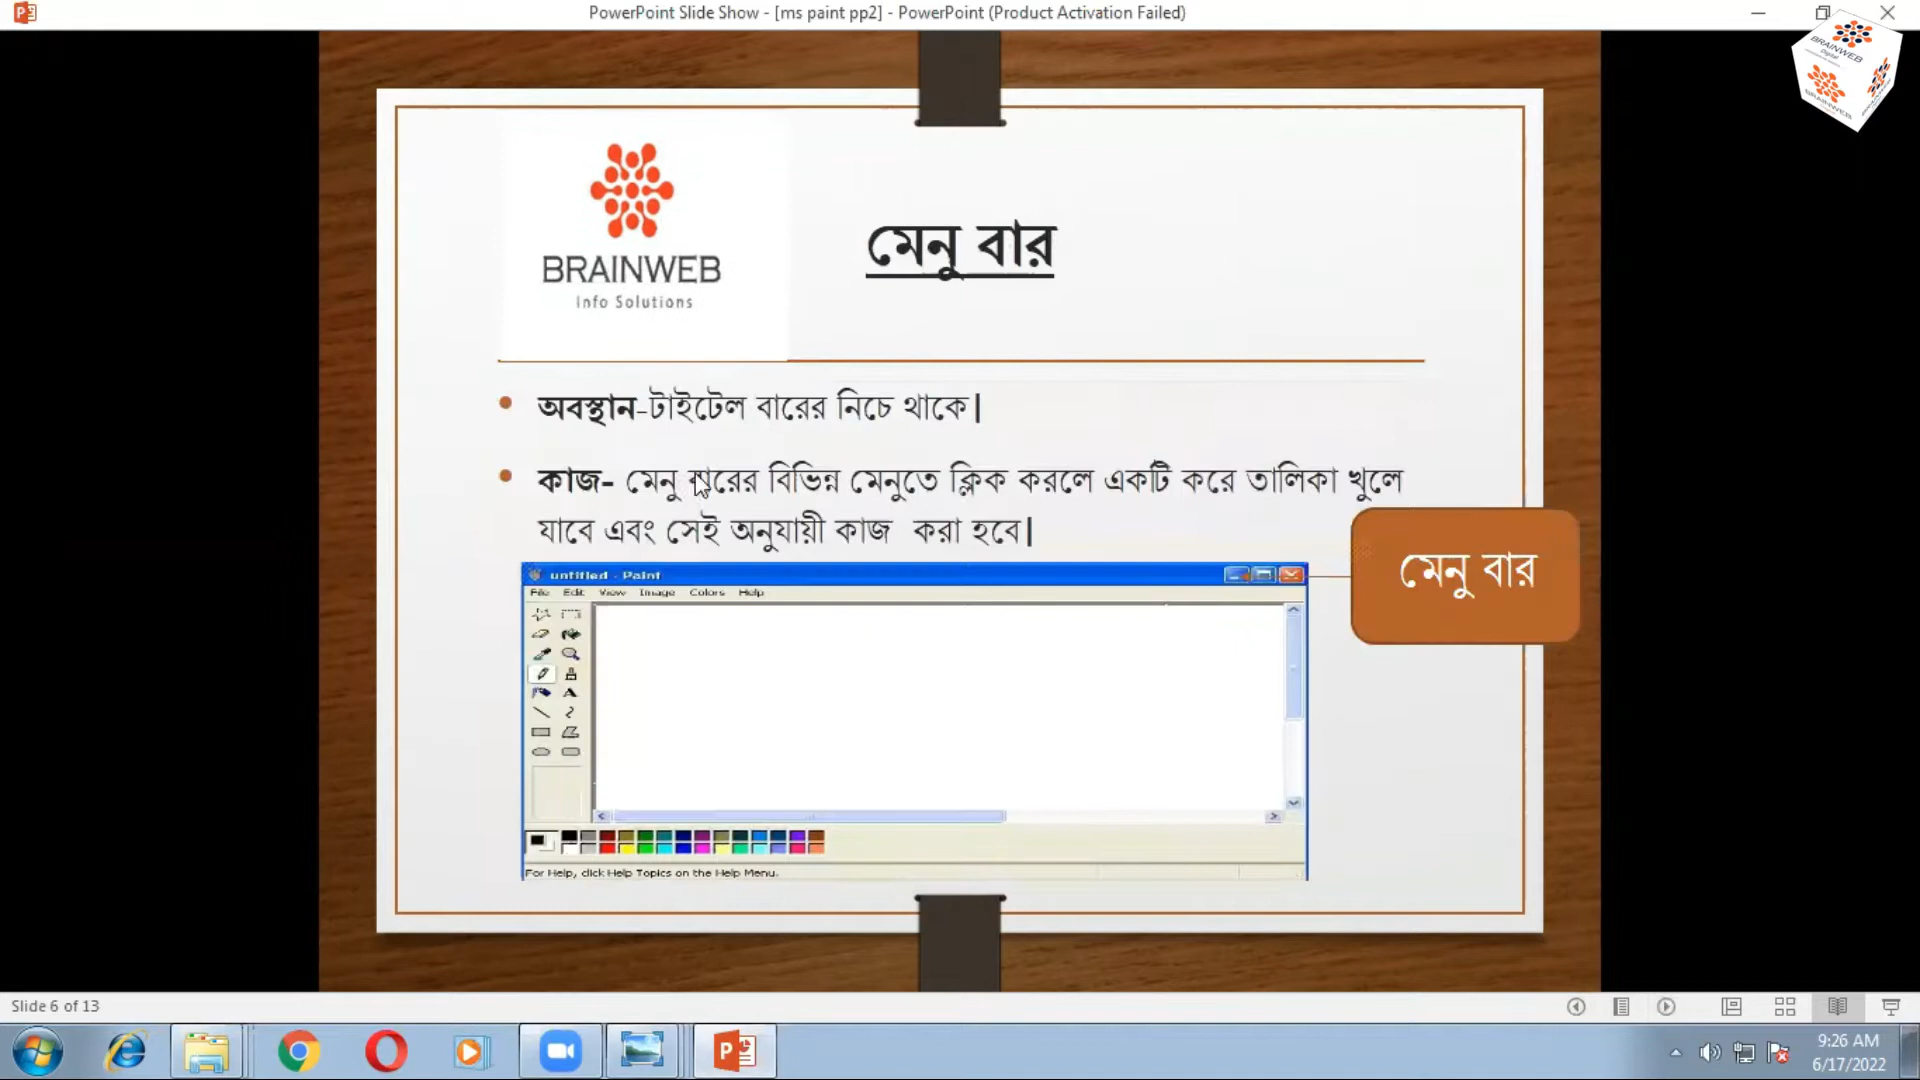 PowerPoint Slide Show - [ms paint pp2] - PowerPoint (Product Activation Failed)
BRAINWEB
Digital
BRAINWEB
Info Solutions
মেনু বার
অবস্থান-টাইটেল বারের নিচে থাকে|
কাজ- মেনু বারের বিভিন্ন মেনুতে ক্লিক করলে একটি করে তালিকা খুলে
যাবে এবং সেই অনুযায়ী কাজ করা হবে|
মেনু বার
untitled - Paint
File Edit View Image Colors Help
For Help, click Help Topics on the Help Menu.
Slide 6 of 13
9:26 AM
6/17/2022